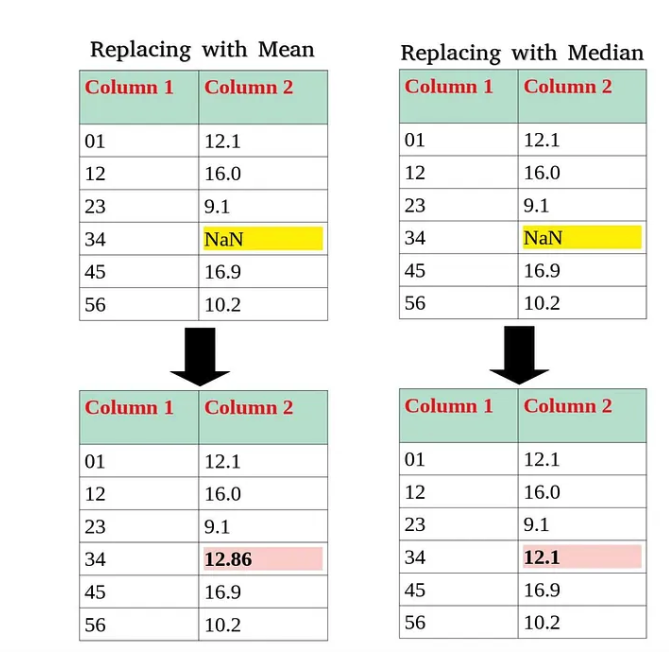 Replacing with Mean
Column 1 Column 2
01 12.1
12 16.0
23 9.1
34 NaN
45 16.9
56 10.2
Column 1 Column 2
01 12.1
12 16.0
23 9.1
34 12.86
45 16.9
56 10.2
Replacing with Median
Column 1 Column 2
01 12.1
12 16.0
23 9.1
34 NaN
45 16.9
56 10.2
Column 1 Column 2
01 12.1
12 16.0
23 9.1
34 12.1
45 16.9
56 10.2